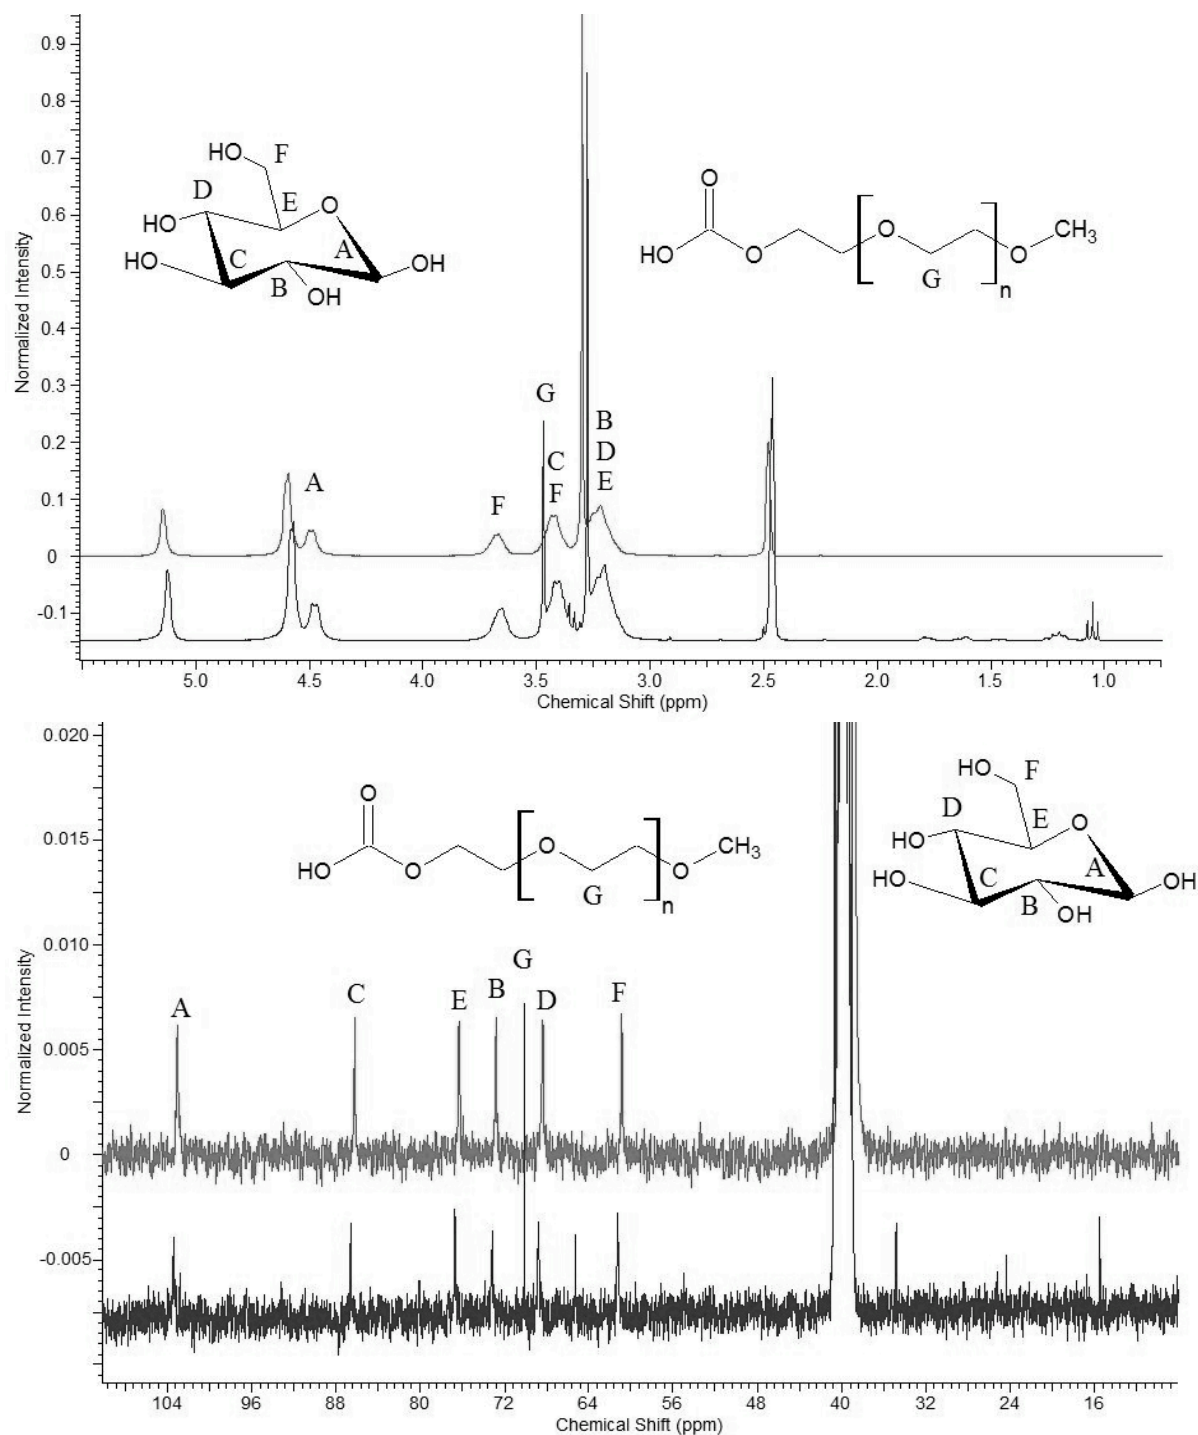 0.9
0.8
0.7
0.6
0.5
0.4
0.3
0.2
0.1
0
-0.1
Normalized Intensity
HO
F
D
E
O
HO
A
HO
C
OH
B
OH
O
HO
O
O
G
O
CH3
n
G
B
C
D
A
F
F
E
5.0 4.5 4.0 3.5 3.0 2.5 2.0 1.5 1.0
Chemical Shift (ppm)
0.020
0.015
0.010
0.005
0
-0.005
Normalized Intensity
O
HO
O
O
G
O
CH3
n
HO
F
D
E
O
HO
A
HO
C
OH
B
OH
A
C
E
B
G
D
F
104 96 88 80 72 64 56 48 40 32 24 16
Chemical Shift (ppm)